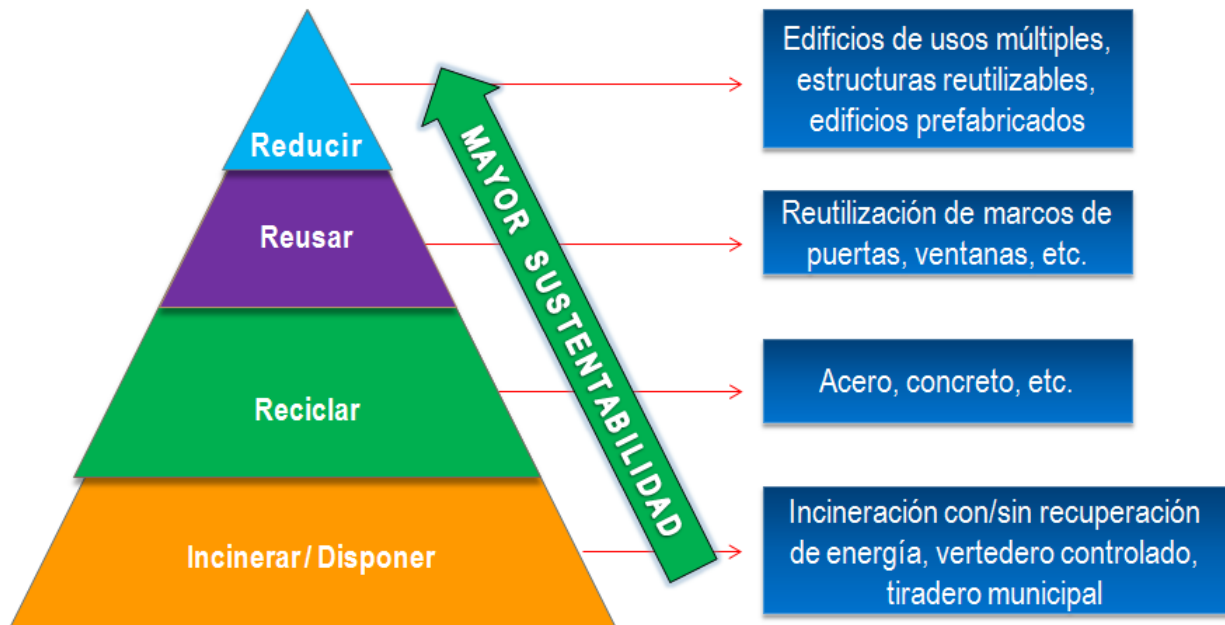 Reducir
Edificios de usos múltiples,
estructuras reutilizables,
edificios prefabricados
MAYOR SUSTENTABILIDAD
Reusar
Reutilización de marcos de
puertas, ventanas, etc.
Reciclar
Acero, concreto, etc.
Incinerar / Disponer
Incineración con/sin recuperación
de energía, vertedero controlado,
tiradero municipal